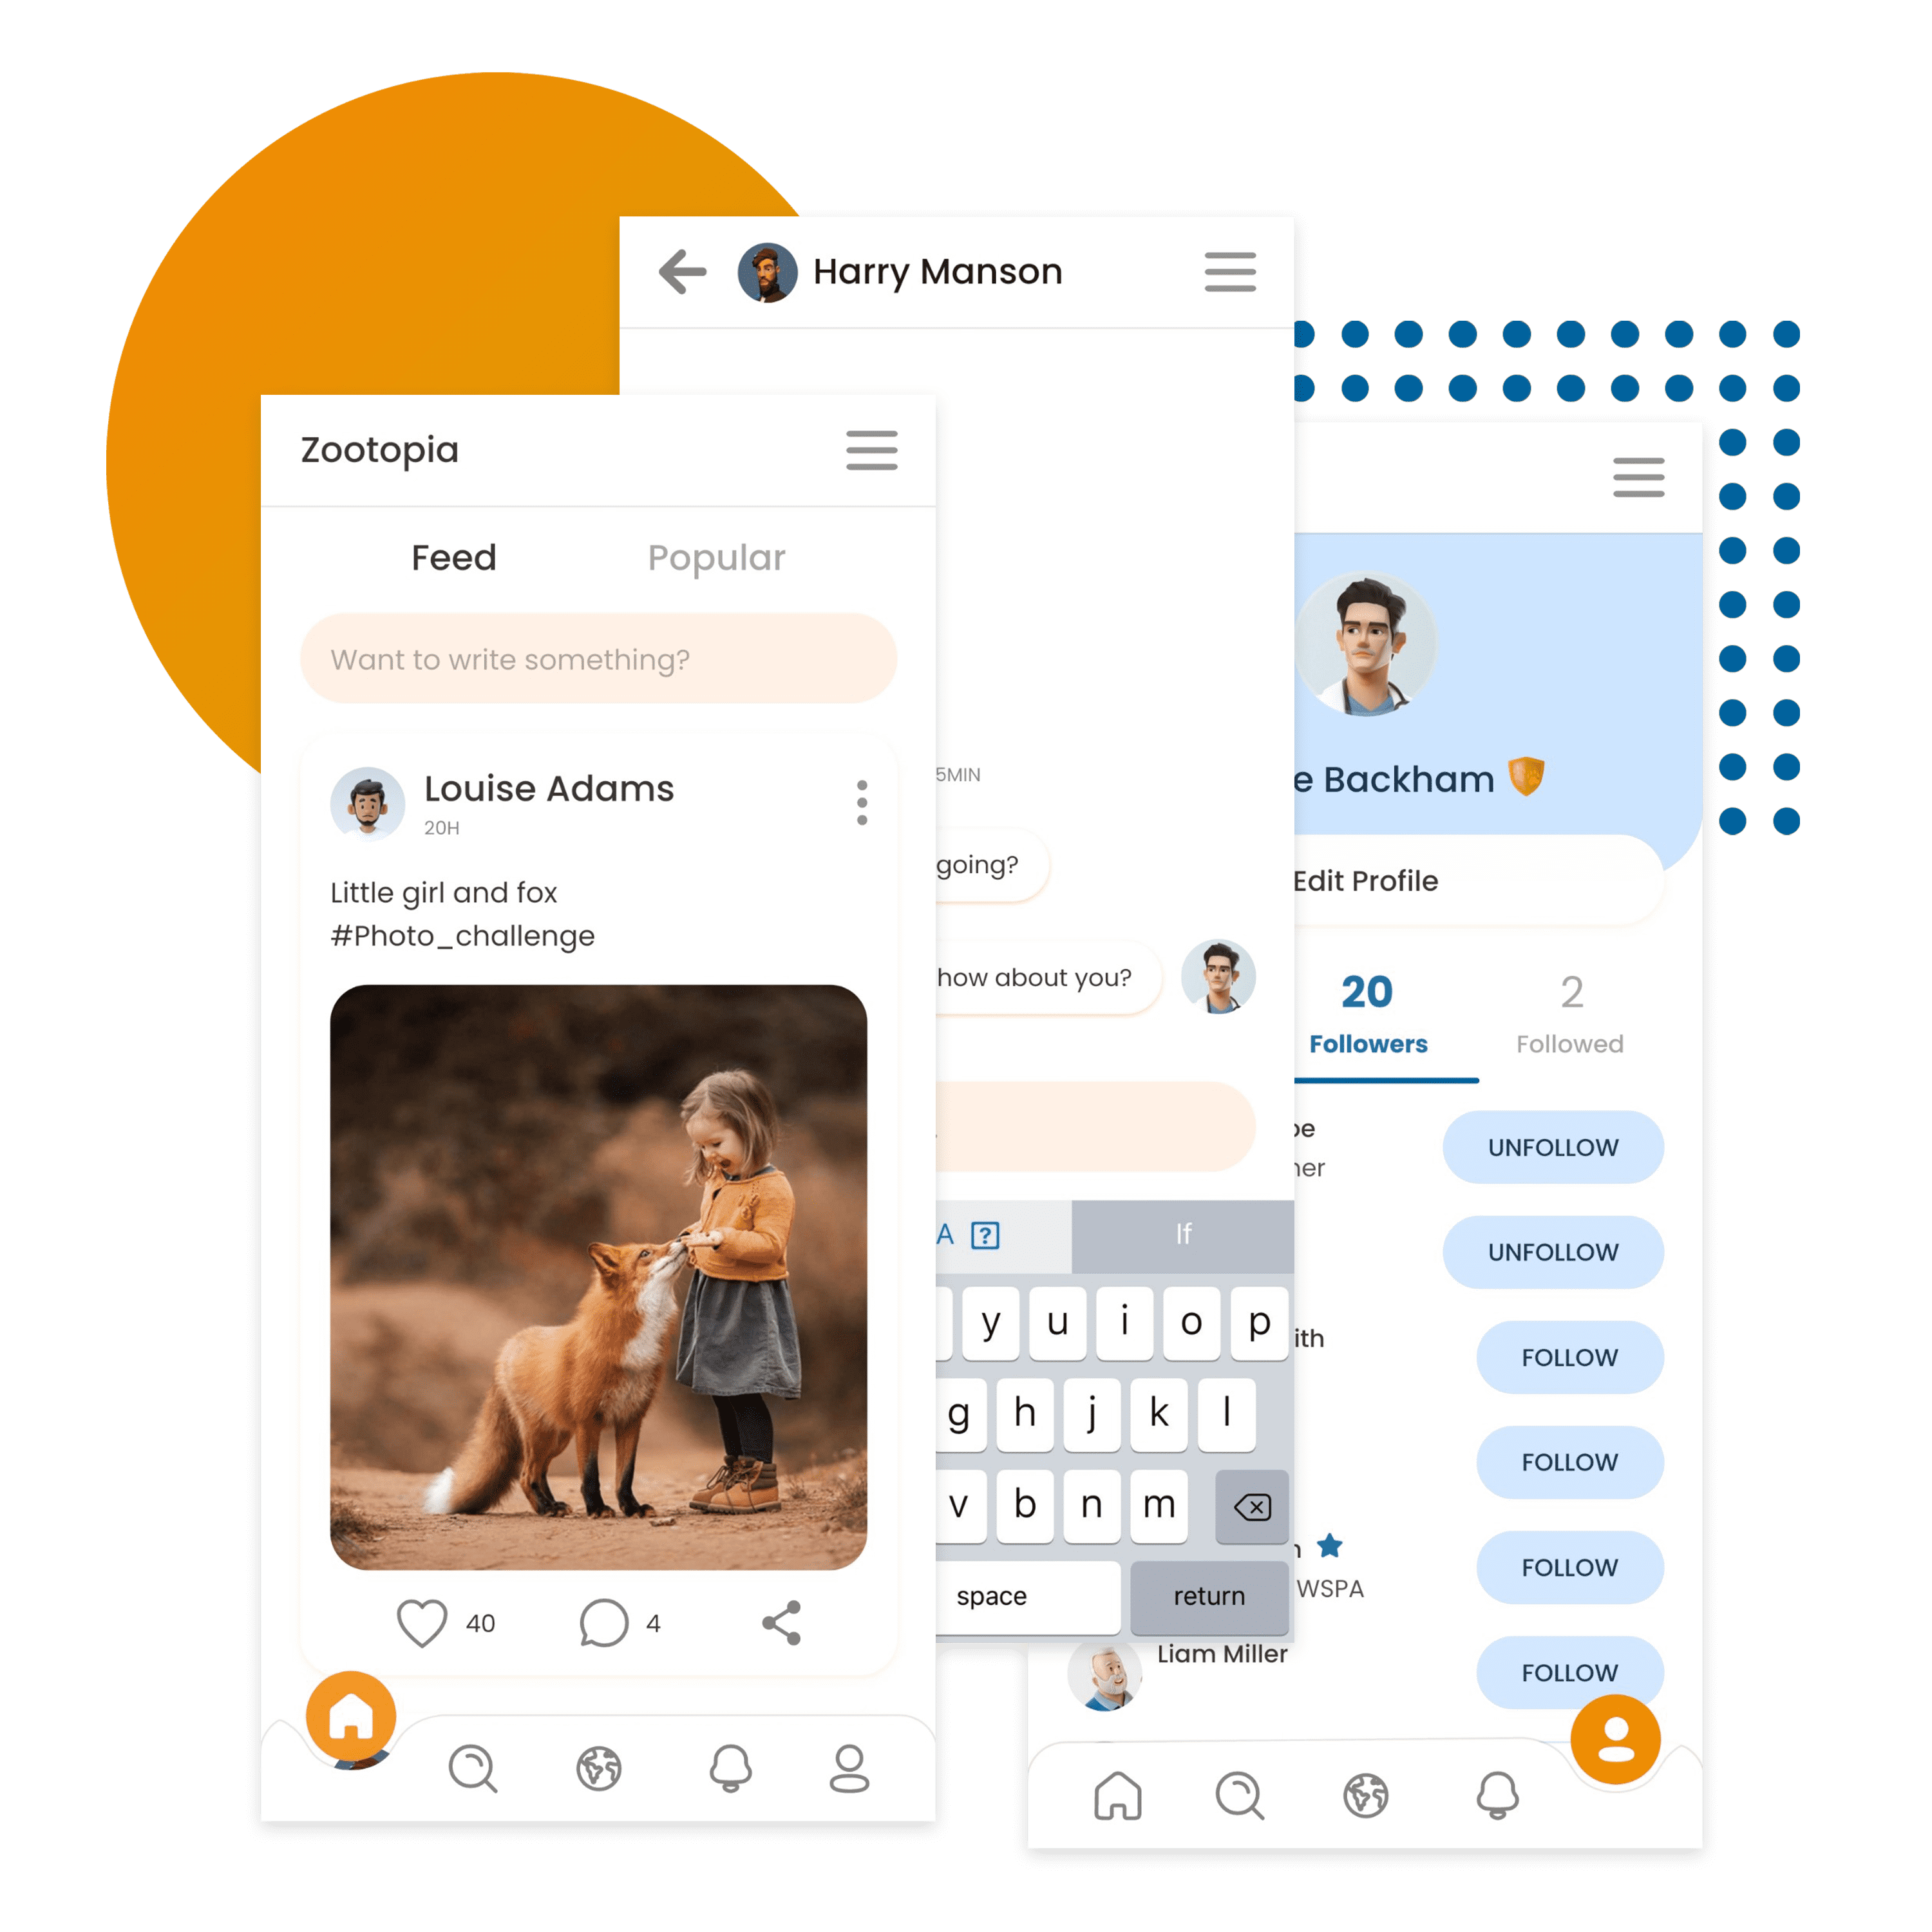 Harry Manson
Zootopia
Feed
Popular
Want to write something?
Louise Adams
20H
Little girl and fox
#Photo_challenge
40
4
5MIN
going?
how about you?
A ?
If
y u i o p
g h j k l
v b n m
space
return
e Backham
Edit Profile
20
Followers
2
Followed
UNFOLLOW
UNFOLLOW
ith
FOLLOW
FOLLOW
WSPA
FOLLOW
Liam Miller
FOLLOW